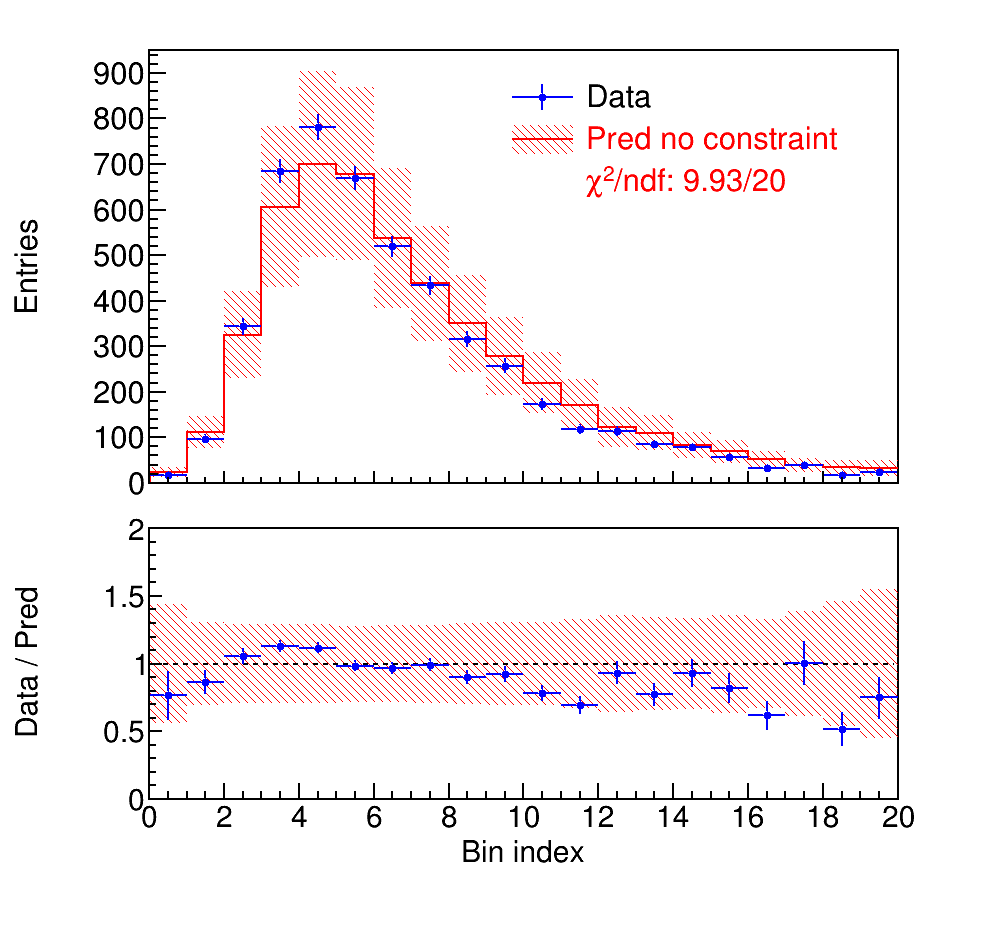 900
800
700
600
500
400
300
200
100
0
Entries
Data
Pred no constraint
χ²/ndf: 9.93/20
2
1.5
1
0.5
0
Data / Pred
0 2 4 6 8 10 12 14 16 18 20
Bin index